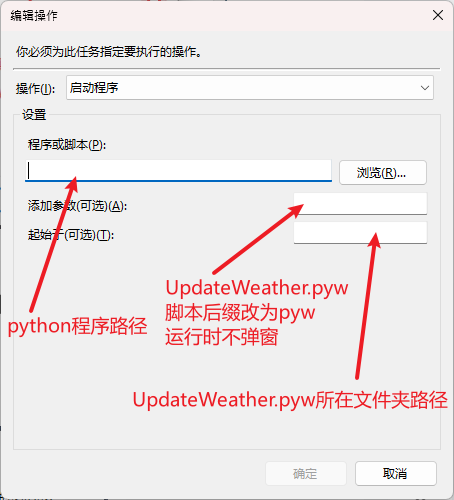 编辑操作
你必须为此任务指定要执行的操作。
操作(I):
启动程序
设置
程序或脚本(P):
浏览(R)...
添加参数(可选)(A):
起始于(可选)(T):
UpdateWeather.pyw
脚本后缀改为pyw
运行时不弹窗
python程序路径
UpdateWeather.pyw所在文件夹路径
确定
取消